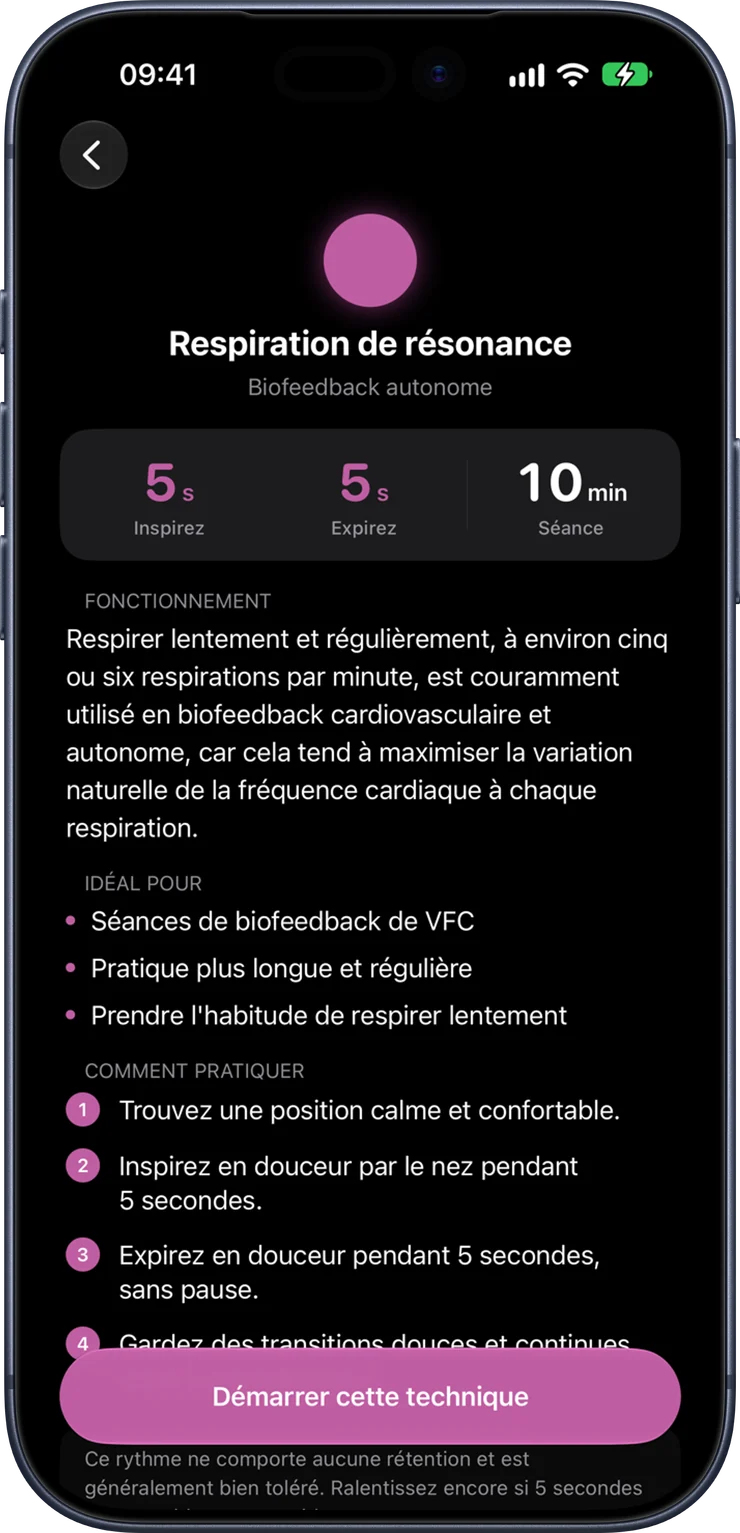 09:41
Respiration de résonance
Biofeedback autonome
5 s
5 s
10 min
Inspirez
Expirez
Séance
FONCTIONNEMENT
Respirer lentement et régulièrement, à environ cinq
ou six respirations par minute, est couramment
utilisé en biofeedback cardiovasculaire et
autonome, car cela tend à maximiser la variation
naturelle de la fréquence cardiaque à chaque
respiration.
IDÉAL POUR
• Séances de biofeedback de VFC
• Pratique plus longue et régulière
• Prendre l'habitude de respirer lentement
COMMENT PRATIQUER
1 Trouvez une position calme et confortable.
2 Inspirez en douceur par le nez pendant
5 secondes.
3 Expirez en douceur pendant 5 secondes,
sans pause.
4 Gardez des transitions douces et continues
Démarrer cette technique
Ce rythme ne comporte aucune rétention et est
généralement bien toléré. Ralentissez encore si 5 secondes